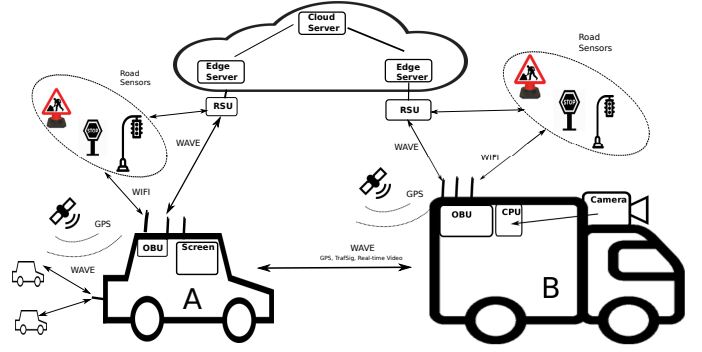 Cloud
Server
Edge
Server
Edge
Server
Road
Sensors
Road
Sensors
RSU
RSU
STOP
STOP
WAVE
WAVE
WIFI
WIFI
GPS
GPS
OBU
Screen
OBU
CPU
Camera
WAVE
WAVE
GPS, TrafSig, Real-time Video
A
B